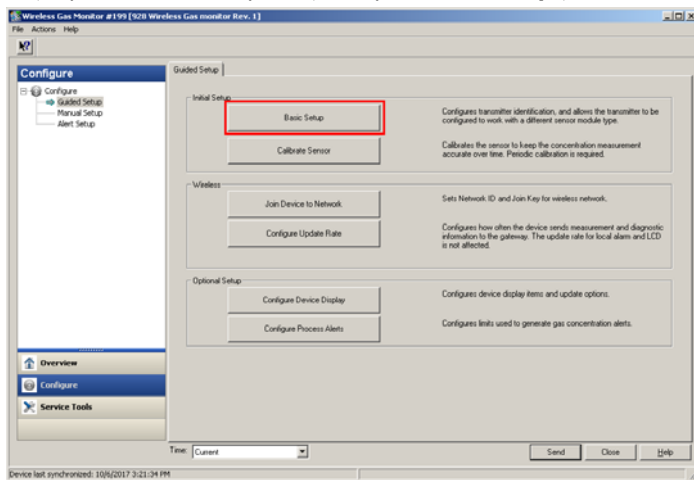 Wireless Gas Monitor #199 [928 Wireless Gas monitor Rev. 1]
File Actions Help
Configure
Configure
Guided Setup
Manual Setup
Alert Setup
Overview
Configure
Service Tools
Guided Setup
Initial Setup
Basic Setup
Configures transmitter identification, and allows the transmitter to be
configured to work with a different sensor module type.
Calibrate Sensor
Calibrates the sensor to keep the concentration measurement
accurate over time. Periodic calibration is required.
Wireless
Join Device to Network
Sets Network ID and Join Key for wireless network.
Configure Update Rate
Configures how often the device sends measurement and diagnostic
information to the gateway. The update rate for local alarm and LCD
is not affected.
Optional Setup
Configure Device Display
Configures device display items and update options.
Configure Process Alerts
Configures limits used to generate gas concentration alerts.
Time: Current
Send Close Help
Device last synchronized: 10/6/2017 3:21:34 PM